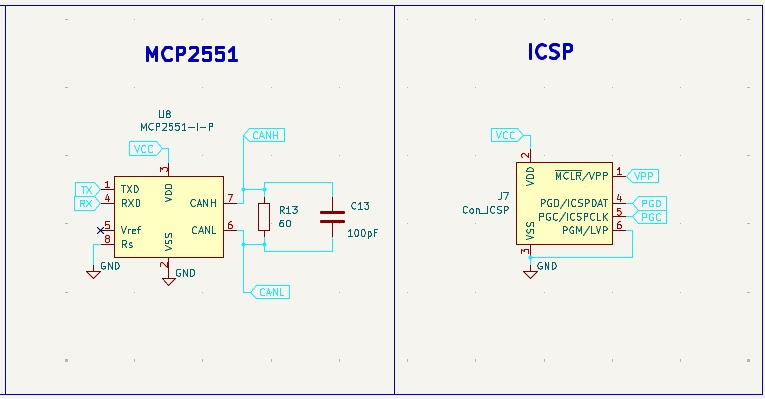 MCP2551
ICSP
U8
MCP2551-I-P
VCC
CANH
3
TX
1
TXD
VDD
RX
4
RXD
CANH
7
5
Vref
CANL
6
8
Rs
VSS
2
GND
GND
R13
60
C13
100pF
CANL
VCC
2
VDD
MCLR/VPP
1
VPP
J7
Con_ICSP
PGD/ICSPDAT
4
PGD
PGC/ICSPCLK
5
PGC
PGM/LVP
6
VSS
3
GND